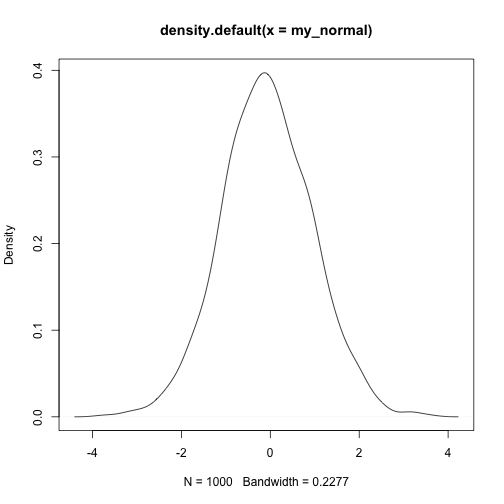 density.default(x = my_normal)
Density
0.4
0.3
0.2
0.1
0.0
-4 -2 0 2 4
N = 1000 Bandwidth = 0.2277